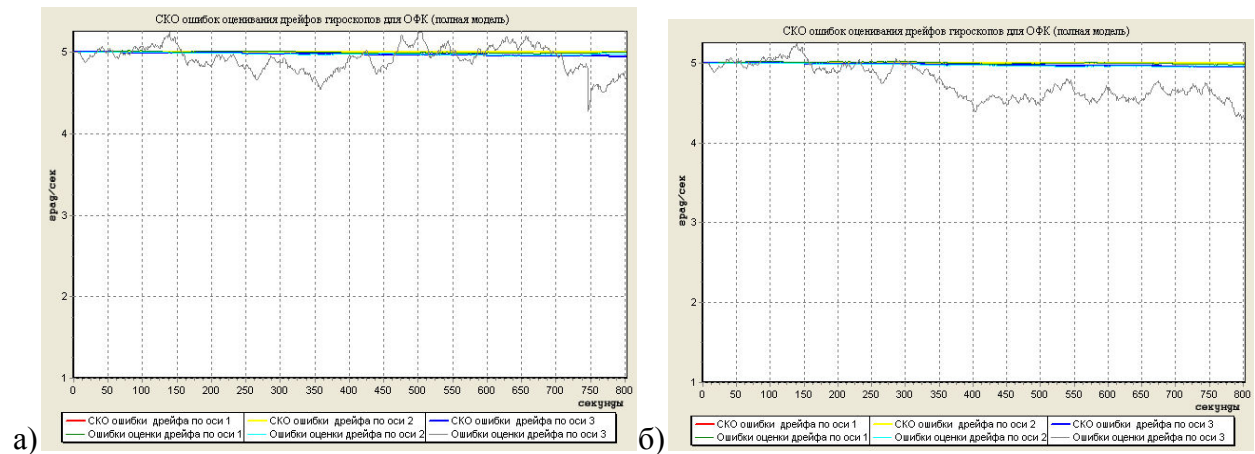 СКО ошибок оценивания дрейфов гироскопов для ОФК (полная модель)
5
4
3
2
1
град/сек
0 50 100 150 200 250 300 350 400 450 500 550 600 650 700 750 800
секунды
СКО ошибки дрейфа по оси 1 СКО ошибки дрейфа по оси 2 СКО ошибки дрейфа по оси 3
Ошибки оценки дрейфа по оси 1 Ошибки оценки дрейфа по оси 2 Ошибки оценки дрейфа по оси 3
а)
СКО ошибок оценивания дрейфов гироскопов для ОФК (полная модель)
5
4
3
2
1
град/сек
0 50 100 150 200 250 300 350 400 450 500 550 600 650 700 750 800
секунды
СКО ошибки дрейфа по оси 1 СКО ошибки дрейфа по оси 2 СКО ошибки дрейфа по оси 3
Ошибки оценки дрейфа по оси 1 Ошибки оценки дрейфа по оси 2 Ошибки оценки дрейфа по оси 3
б)